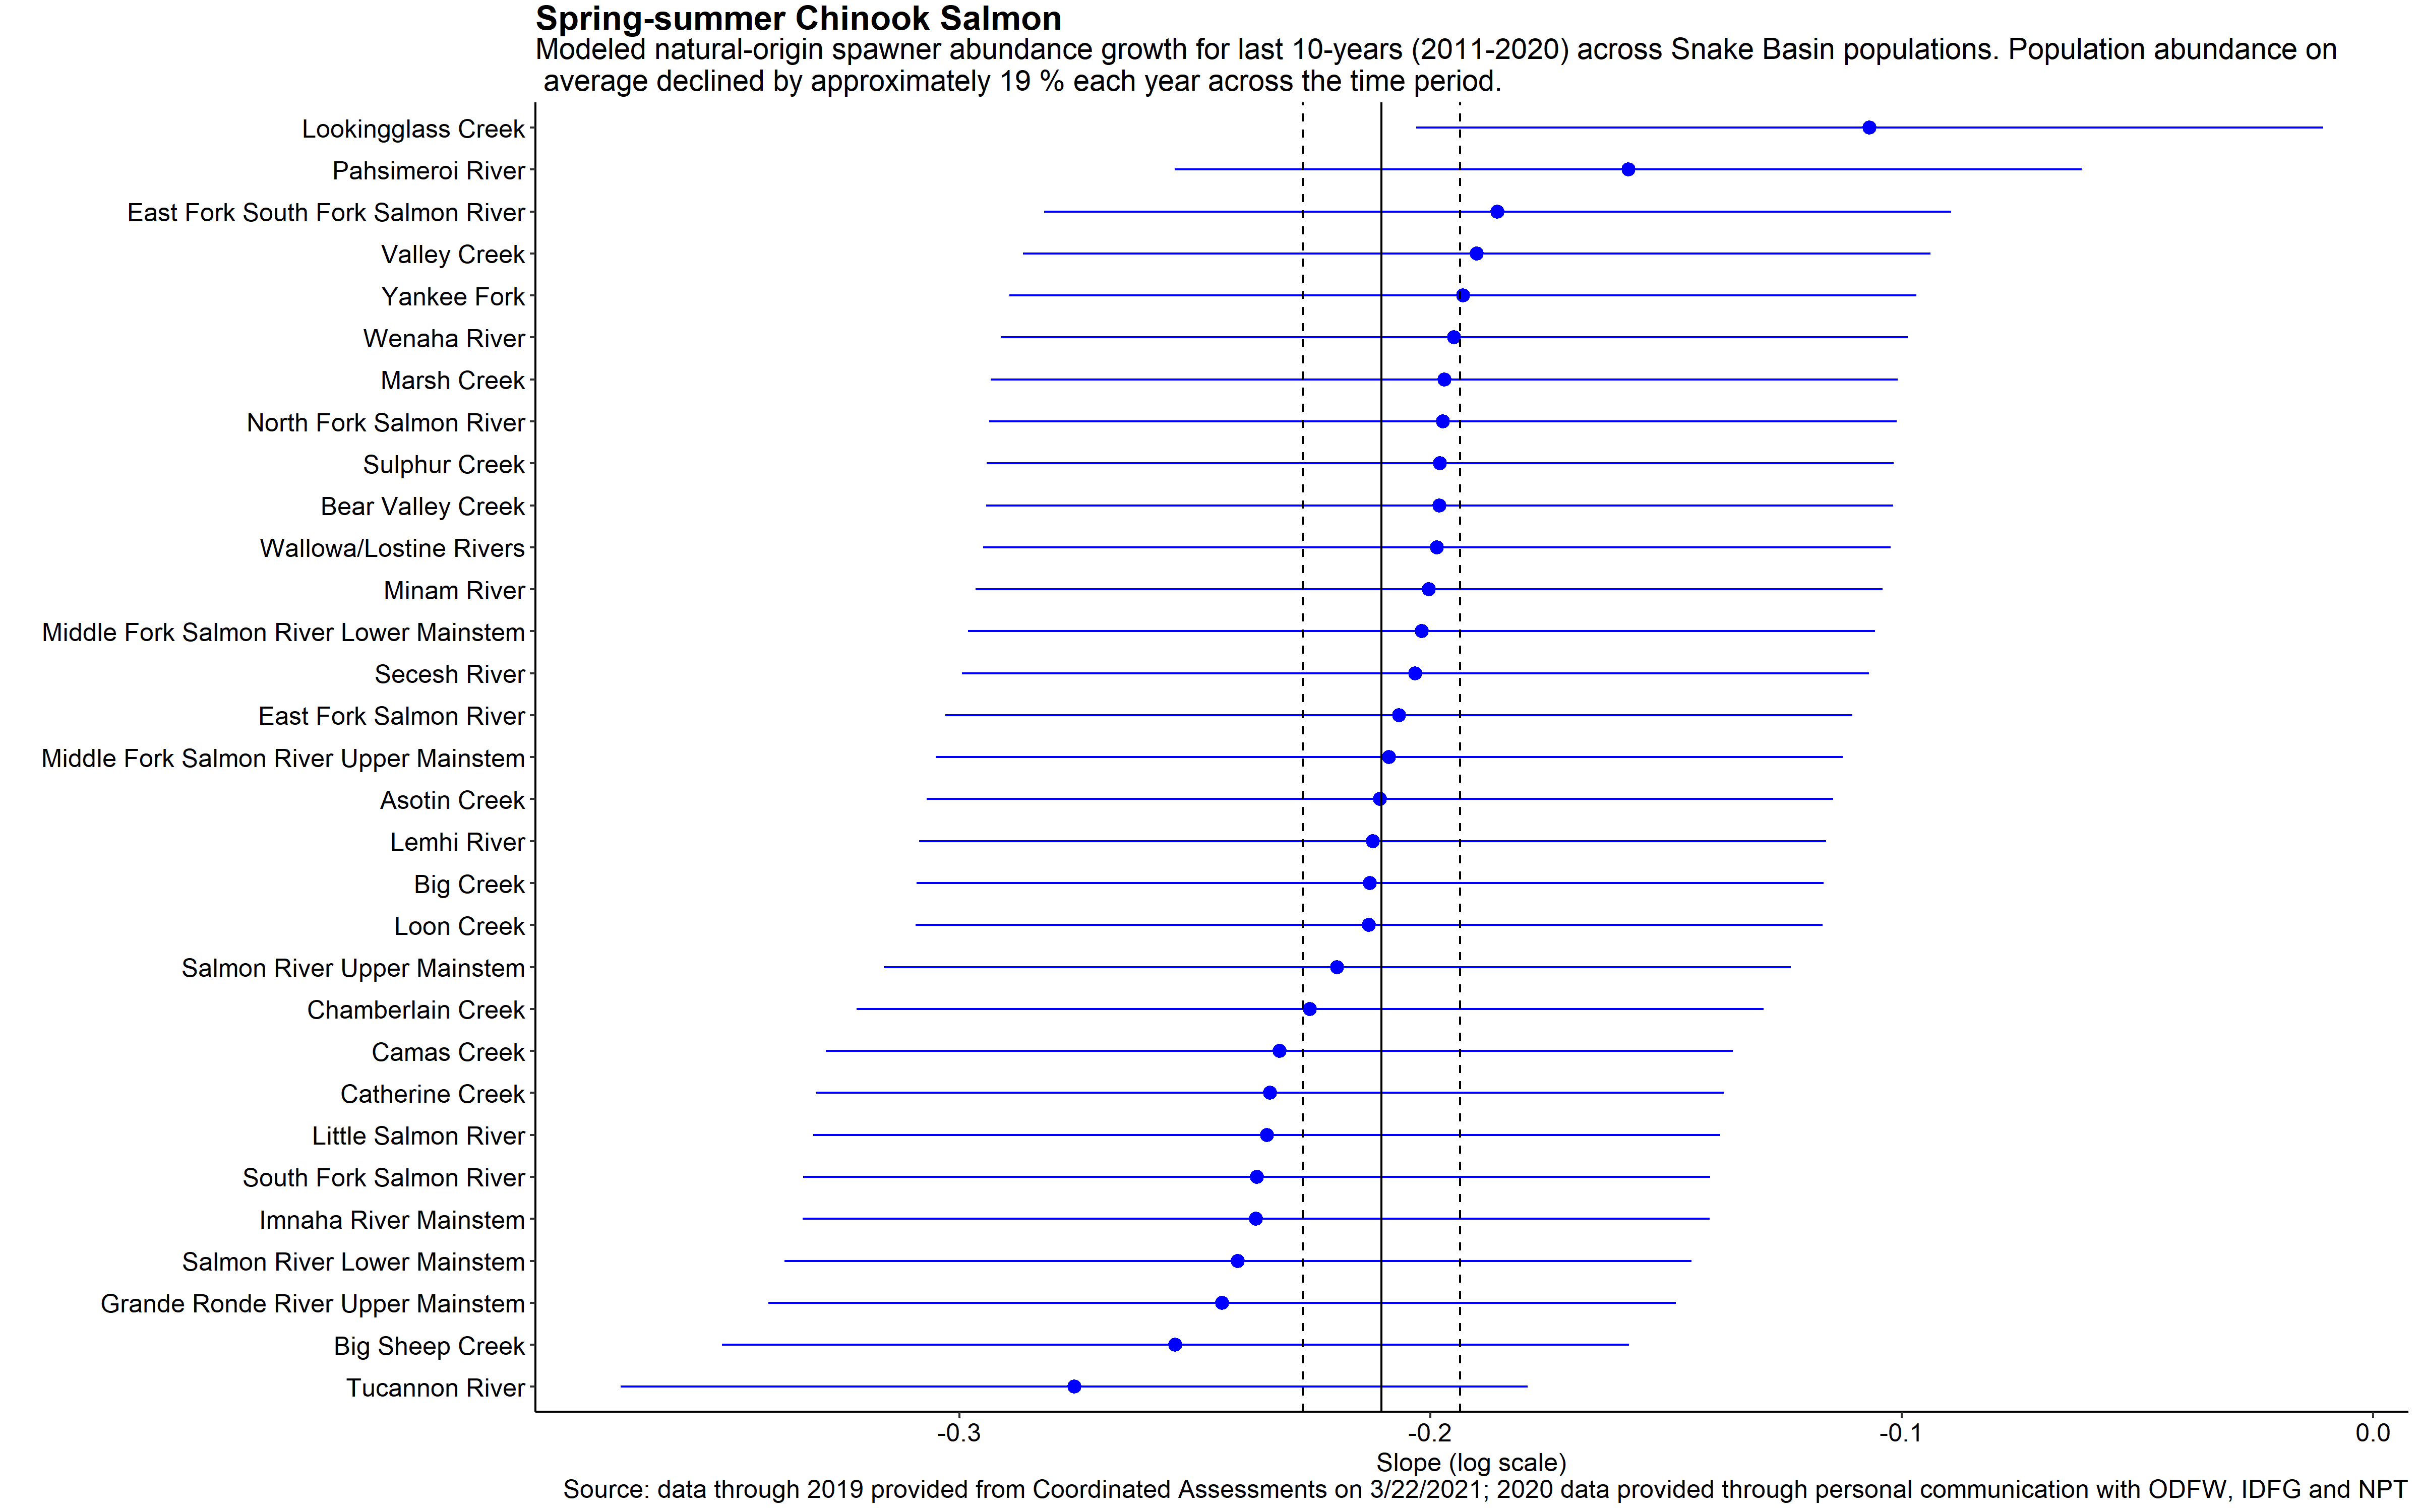 Spring-summer Chinook Salmon
Modeled natural-origin spawner abundance growth for last 10-years (2011-2020) across Snake Basin populations. Population abundance on
average declined by approximately 19 % each year across the time period.
Lookingglass Creek
Pahsimeroi River
East Fork South Fork Salmon River
Valley Creek
Yankee Fork
Wenaha River
Marsh Creek
North Fork Salmon River
Sulphur Creek
Bear Valley Creek
Wallowa/Lostine Rivers
Minam River
Middle Fork Salmon River Lower Mainstem
Secesh River
East Fork Salmon River
Middle Fork Salmon River Upper Mainstem
Asotin Creek
Lemhi River
Big Creek
Loon Creek
Salmon River Upper Mainstem
Chamberlain Creek
Camas Creek
Catherine Creek
Little Salmon River
South Fork Salmon River
Imnaha River Mainstem
Salmon River Lower Mainstem
Grande Ronde River Upper Mainstem
Big Sheep Creek
Tucannon River
-0.3 -0.2 -0.1 0.0
Slope (log scale)
Source: data through 2019 provided from Coordinated Assessments on 3/22/2021; 2020 data provided through personal communication with ODFW, IDFG and NPT